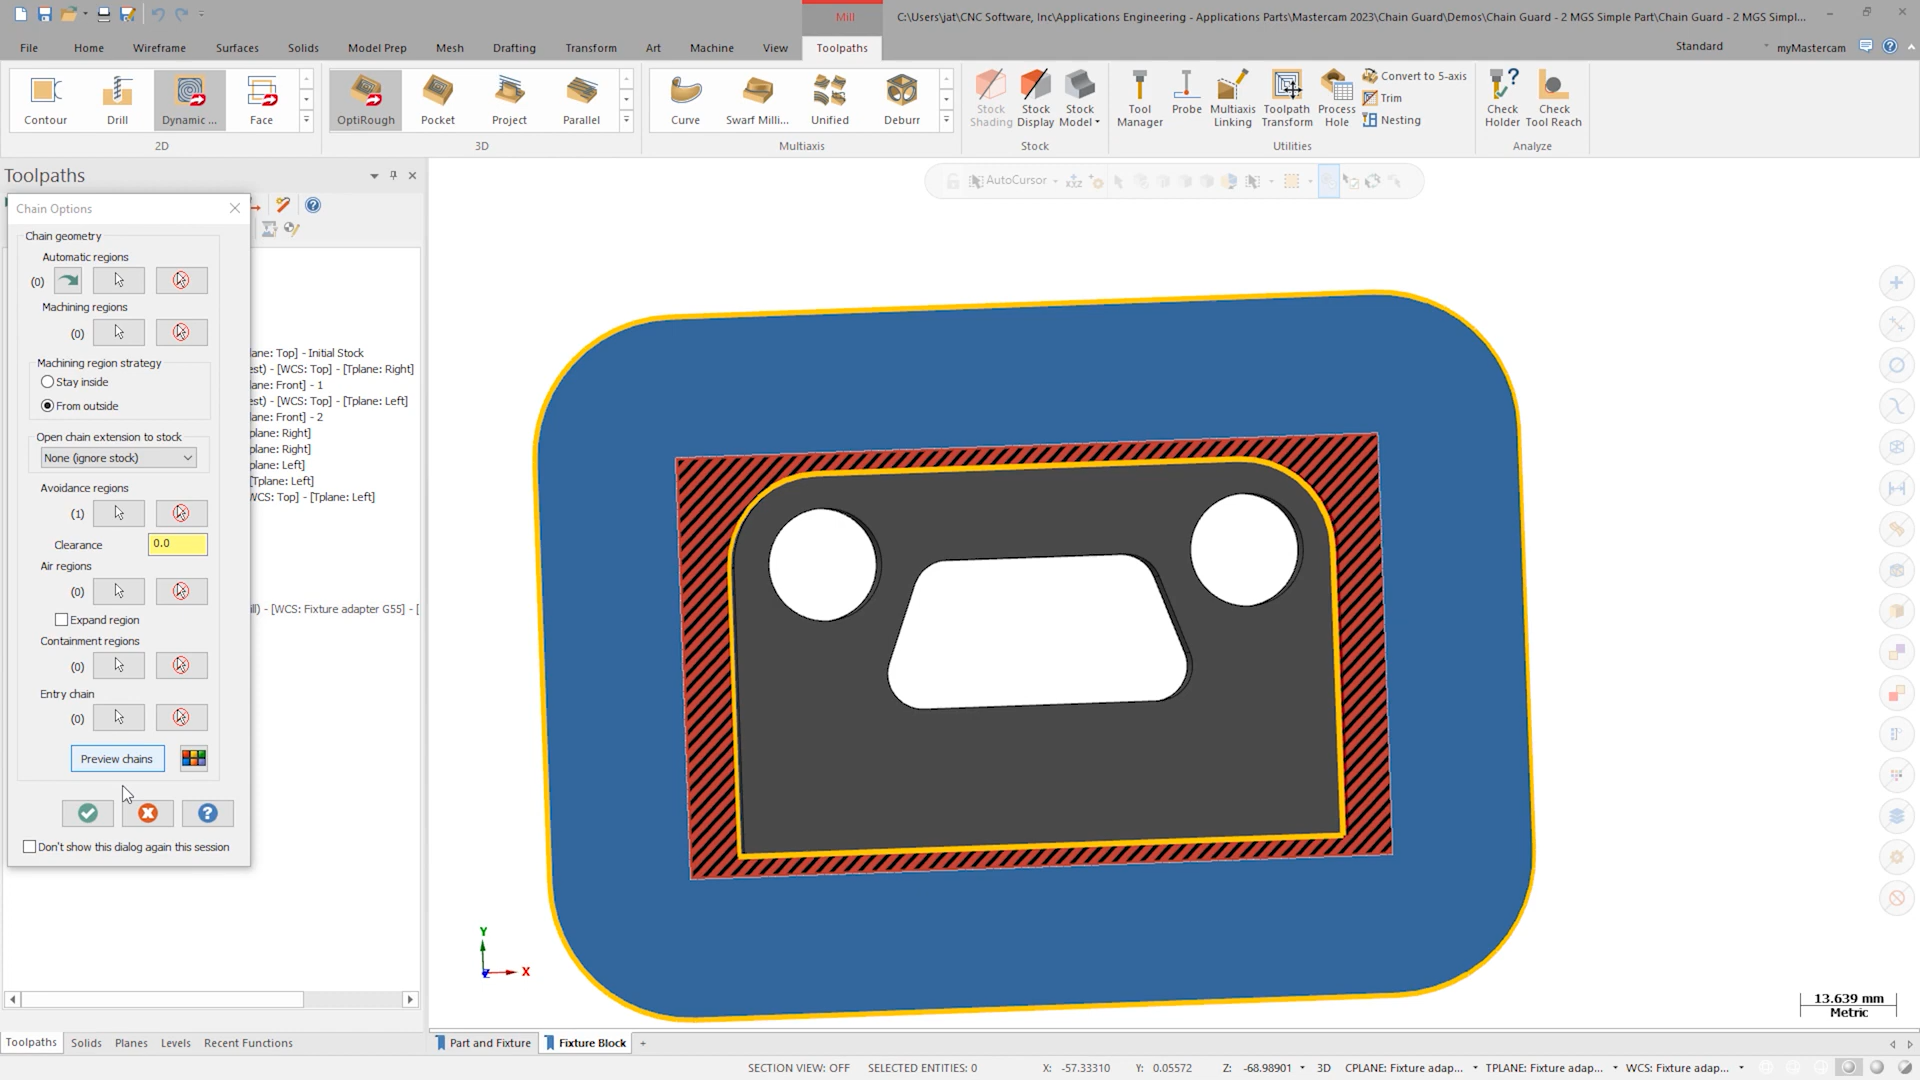 Mill
C:\Users\jat\CNC Software, Inc\Applications Engineering - Applications Parts\Mastercam 2023\Chain Guard\Demos\Chain Guard - 2 MGS Simple Part\Chain Guard - 2 MGS Simpl...
File
Home
Wireframe
Surfaces
Solids
Model Prep
Mesh
Drafting
Transform
Art
Machine
View
Toolpaths
Standard
myMastercam
Contour
Drill
Dynamic ...
Face
OptiRough
Pocket
Project
Parallel
Curve
Swarf Milli...
Unified
Deburr
Stock Shading
Stock Display
Stock Model
Tool Manager
Probe
Multiaxis Linking
Toolpath Transform
Process Hole
Convert to 5-axis
Trim
Nesting
Check Holder
Check Tool Reach
2D
3D
Multiaxis
Stock
Utilities
Analyze
Toolpaths
AutoCursor
Chain Options
Chain geometry
Automatic regions
(0)
Machining regions
(0)
Machining region strategy
Stay inside
From outside
Open chain extension to stock
None (ignore stock)
Avoidance regions
(1)
Clearance
0.0
Air regions
(0)
Expand region
Containment regions
(0)
Entry chain
(0)
Preview chains
Don't show this dialog again this session
lane: Top] - Initial Stock
est) - [WCS: Top] - [Tplane: Right]
ane: Front] - 1
est) - [WCS: Top] - [Tplane: Left]
ane: Front] - 2
plane: Right]
plane: Right]
plane: Left]
[Tplane: Left]
WCS: Top] - [Tplane: Left]
ill) - [WCS: Fixture adapter G55] - [
Y
X
Z
13.639 mm
Metric
Toolpaths
Solids
Planes
Levels
Recent Functions
Part and Fixture
Fixture Block
+
SECTION VIEW: OFF
SELECTED ENTITIES: 0
X: -57.33310
Y: 0.05572
Z: -68.98901
3D
CPLANE: Fixture adap...
TPLANE: Fixture adap...
WCS: Fixture adap...